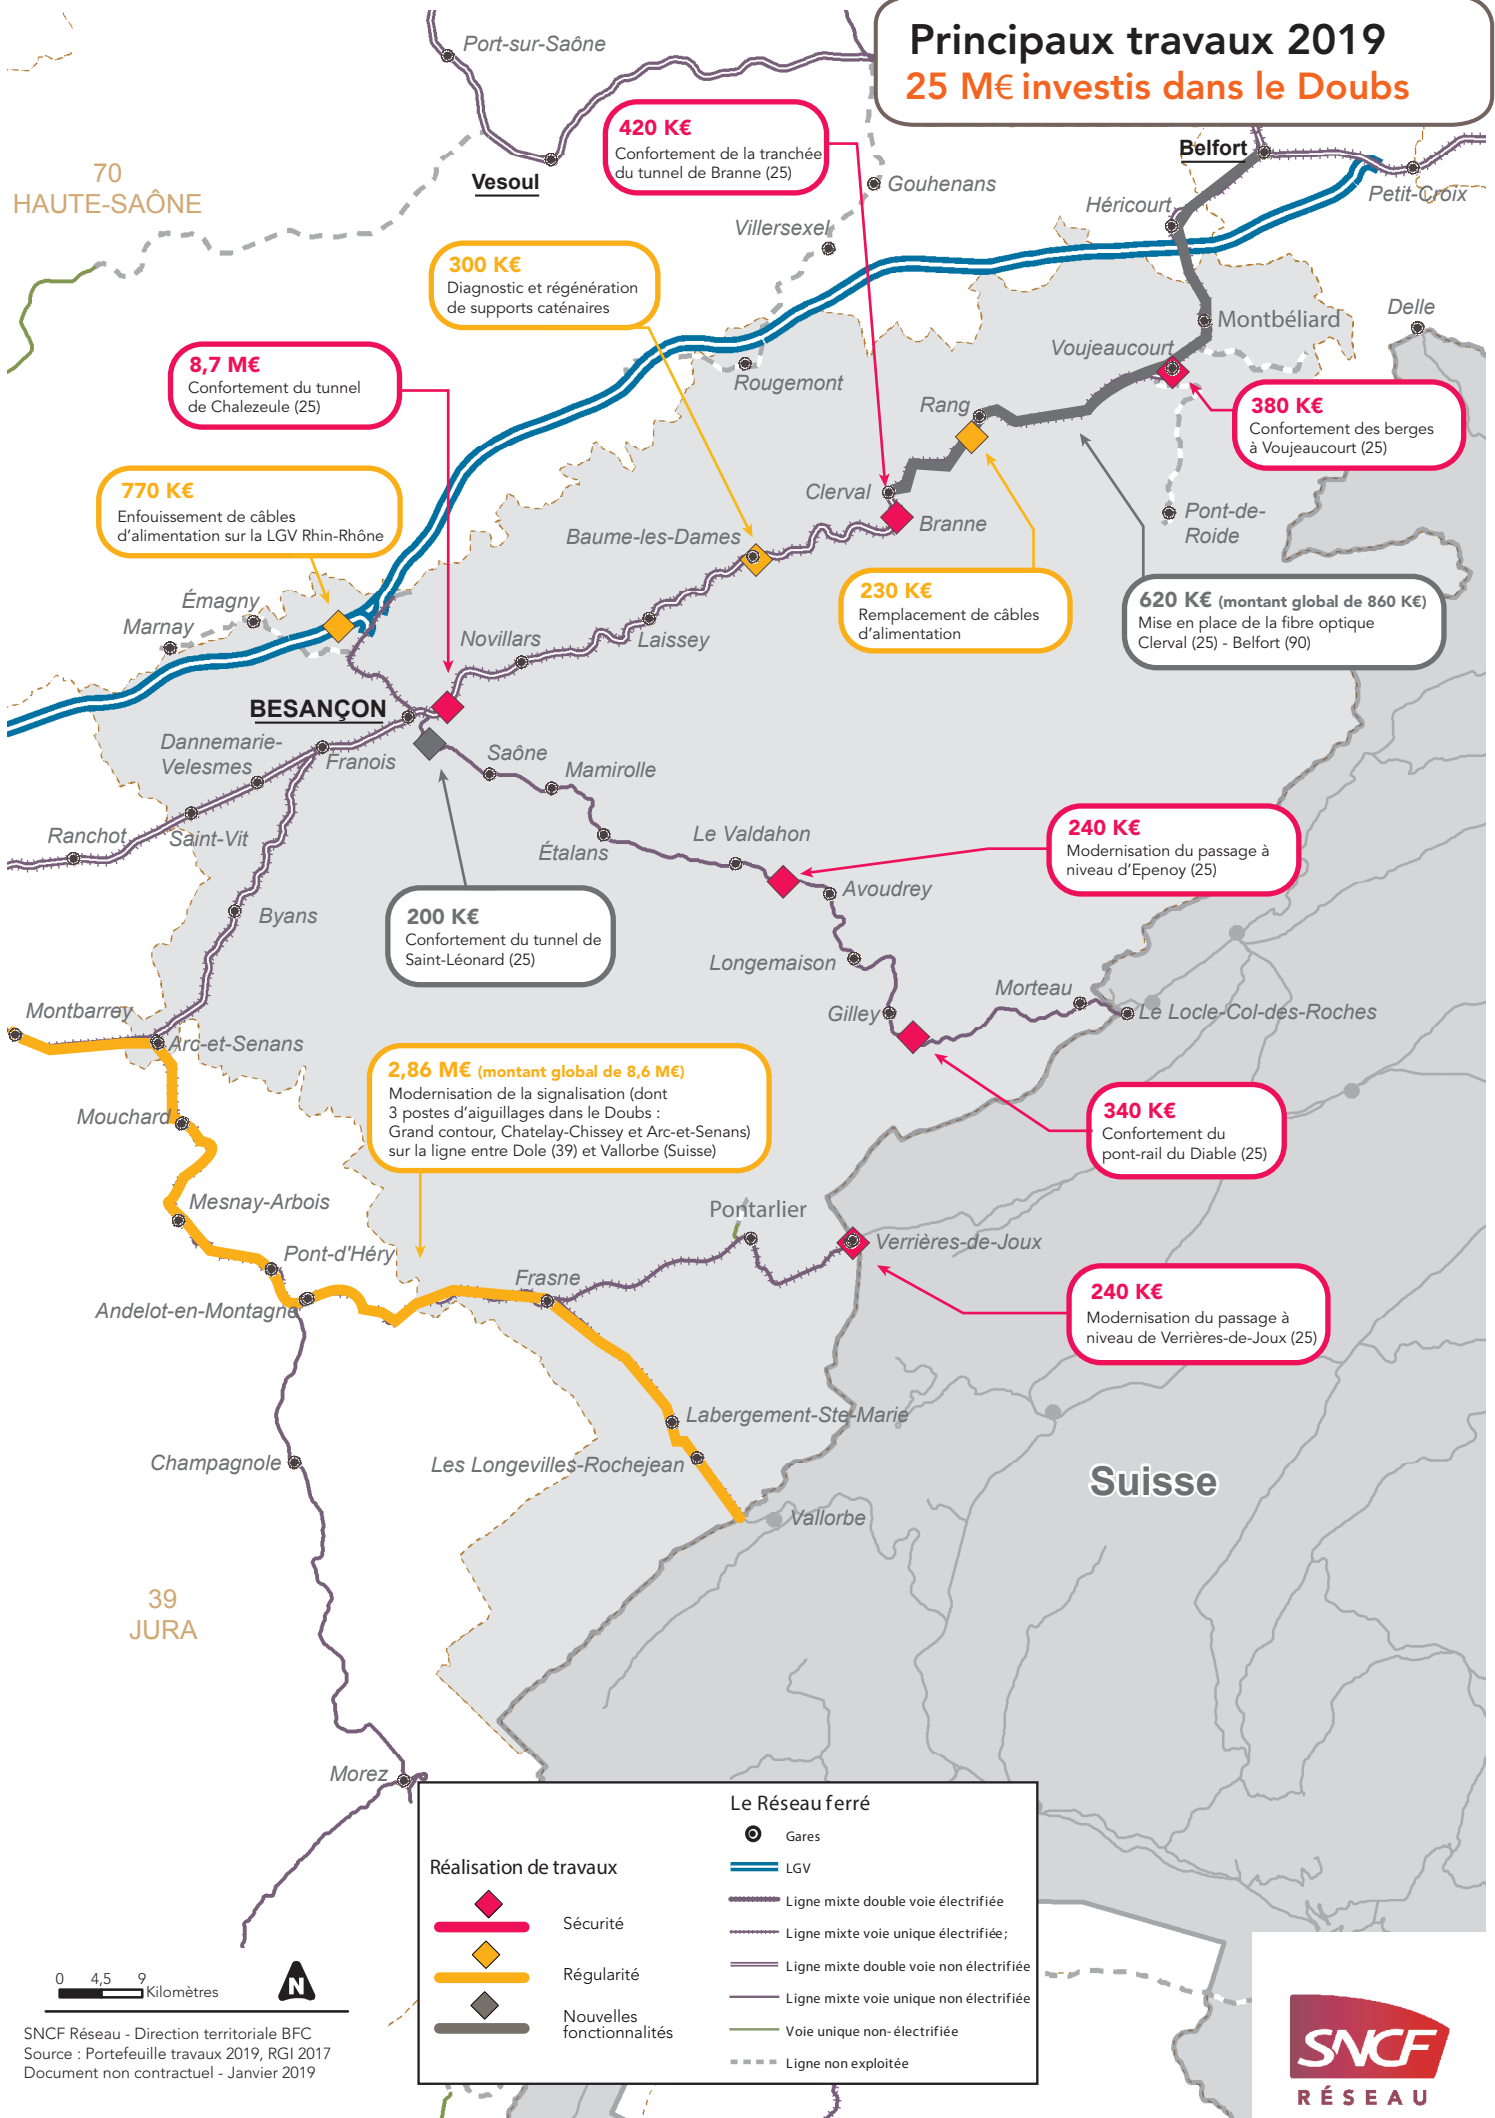 Principaux travaux 2019
25 M€ investis dans le Doubs
Port-sur-Saône
70
HAUTE-SAÔNE
Vesoul
420 K€
Confortement de la tranchée
du tunnel de Branne (25)
Belfort
Petit-Croix
Gouhenans
Héricourt
Villersexel
300 K€
Diagnostic et régénération
de supports caténaires
Montbéliard
Delle
Voujeaucourt
8,7 M€
Confortement du tunnel
de Chalezeule (25)
Rougemont
Rang
380 K€
Confortement des berges
à Voujeaucourt (25)
770 K€
Enfouissement de câbles
d'alimentation sur la LGV Rhin-Rhône
Clerval
Branne
Pont-de-
Roide
Baume-les-Dames
230 K€
Remplacement de câbles
d'alimentation
620 K€ (montant global de 860 K€)
Mise en place de la fibre optique
Clerval (25) - Belfort (90)
Émagny
Marnay
Novillars
Laissey
BESANÇON
Dannemarie-
Velesmes
Franois
Saône
Mamirolle
Ranchot
Saint-Vit
Étalans
Le Valdahon
240 K€
Modernisation du passage à
niveau d'Epenoy (25)
Avoudrey
Byans
200 K€
Confortement du tunnel de
Saint-Léonard (25)
Longemaison
Morteau
Gilley
Le Locle-Col-des-Roches
Montbarrey
Arc-et-Senans
2,86 M€ (montant global de 8,6 M€)
Modernisation de la signalisation (dont
3 postes d'aiguillages dans le Doubs :
Grand contour, Chatelay-Chissey et Arc-et-Senans)
sur la ligne entre Dole (39) et Vallorbe (Suisse)
Mouchard
340 K€
Confortement du
pont-rail du Diable (25)
Mesnay-Arbois
Pontarlier
Verrières-de-Joux
Pont-d'Héry
Frasne
Andelot-en-Montagne
240 K€
Modernisation du passage à
niveau de Verrières-de-Joux (25)
Labergement-Ste-Marie
Champagnole
Les Longevilles-Rochejean
Suisse
Vallorbe
39
JURA
Morez
Réalisation de travaux
Sécurité
Régularité
Nouvelles
fonctionnalités
Le Réseau ferré
Gares
LGV
Ligne mixte double voie électrifiée
Ligne mixte voie unique électrifiée;
Ligne mixte double voie non électrifiée
Ligne mixte voie unique non électrifiée
Voie unique non- électrifiée
Ligne non exploitée
0 4,5 9
Kilomètres
N
SNCF Réseau - Direction territoriale BFC
Source : Portefeuille travaux 2019, RGI 2017
Document non contractuel - Janvier 2019
SNCF
RÉSEAU